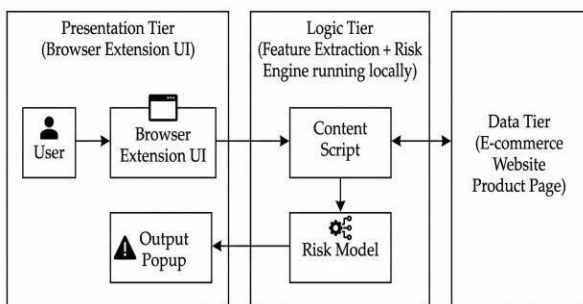 Presentation Tier
(Browser Extension UI)
User
Browser
Extension UI
Output
Popup
Logic Tier
(Feature Extraction + Risk
Engine running locally)
Content
Script
Risk Model
Data Tier
(E-commerce
Website
Product Page)